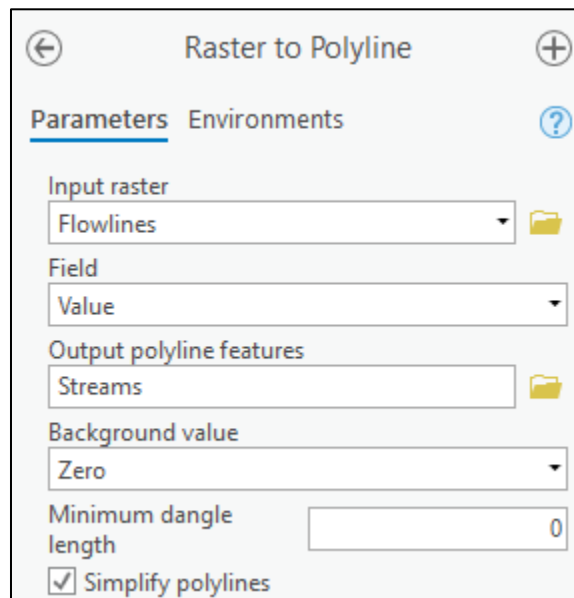 Raster to Polyline
Parameters Environments
?
Input raster
Flowlines
Field
Value
Output polyline features
Streams
Background value
Zero
Minimum dangle
length
0
Simplify polylines